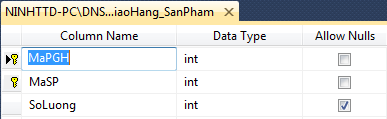 NINHTTD-PC\DNS...iaoHang_SanPham
Column Name Data Type Allow Nulls
MaPGH int
MaSP int
SoLuong int